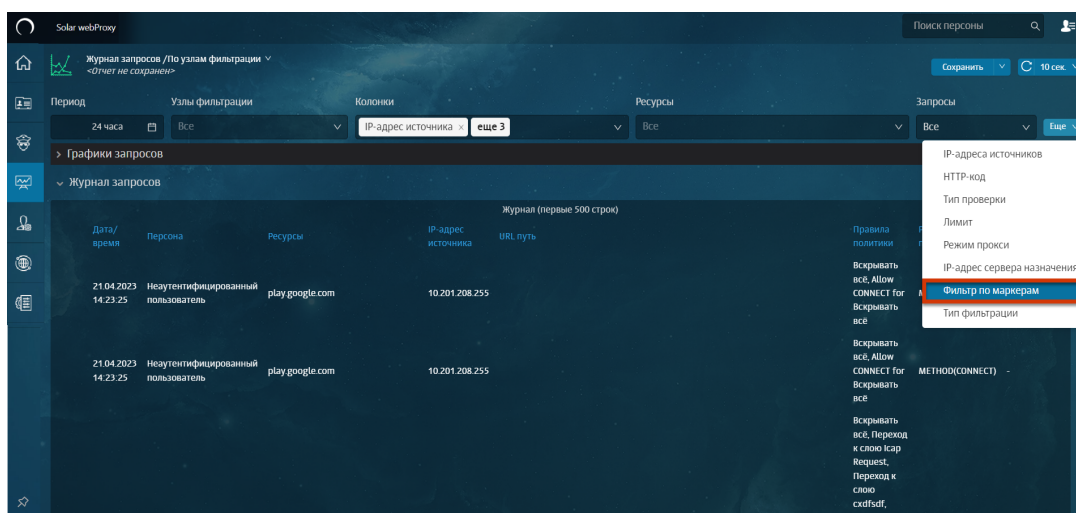 Solar webProxy
Поиск персоны
Журнал запросов /По узлам фильтрации
<Отчет не сохранен>
Сохранить
10 сек.
Период
Узлы фильтрации
Колонки
Ресурсы
Запросы
24 часа
Все
IP-адрес источника ×
еще 3
Все
Все
Еще
Графики запросов
Журнал запросов
IP-адреса источников
HTTP-код
Тип проверки
Лимит
Режим прокси
IP-адрес сервера назначения
Фильтр по маркерам
Тип фильтрации
Журнал (первые 500 строк)
Дата/
время
Персона
Ресурсы
IP-адрес
источника
URL путь
Правила
политики
21.04.2023
14:23:25
Неаутентифицированный
пользователь
play.google.com
10.201.208.255
Вскрывать
всё, Allow
CONNECT for
Вскрывать
всё
21.04.2023
14:23:25
Неаутентифицированный
пользователь
play.google.com
10.201.208.255
Вскрывать
всё, Allow
CONNECT for
Вскрывать
всё
METHOD(CONNECT)
-
Вскрывать
всё, Переход
к слою Icap
Request,
Переход к
слою
cxdfsdf,